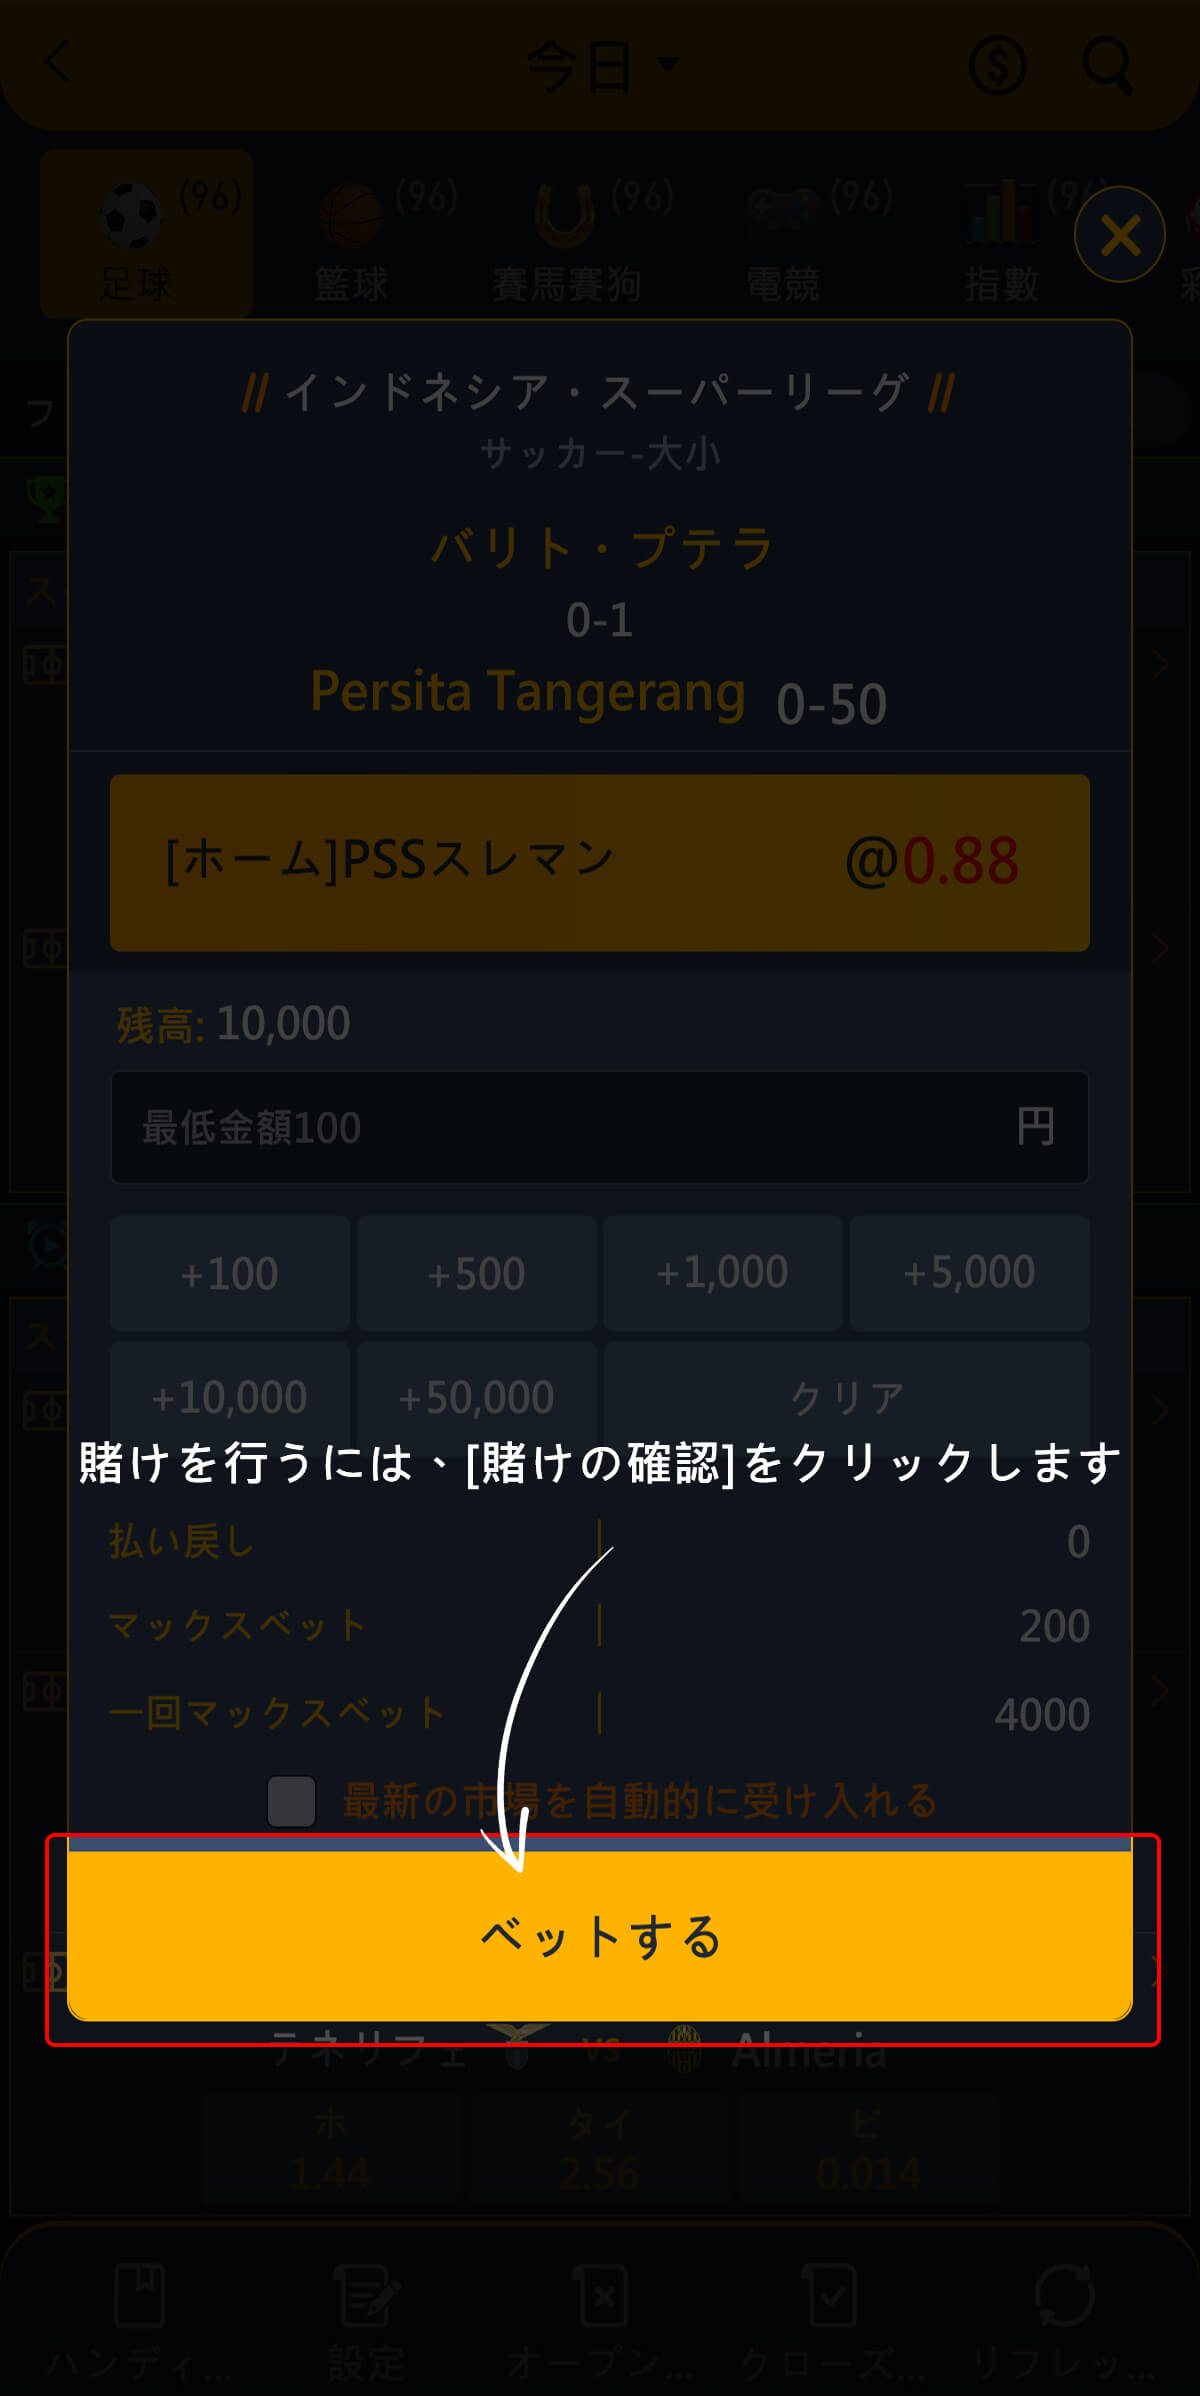 今日
(96) (96) (96) (96) (96)
足球 籃球 賽馬賽狗 電競 指數 彩
// インドネシア・スーパーリーグ //
フ
サッカー-大小
バリト・プテラ
ス
0-1
Persita Tangerang 0-50
[ホーム]PSSスレマン @0.88
残高: 10,000
最低金額100 円
+100 +500 +1,000 +5,000
ス
+10,000 +50,000 クリア
賭けを行うには、[賭けの確認]をクリックします
払い戻し 0
マックスベット 200
一回マックスベット 4000
最新の市場を自動的に受け入れる
ベットする
テネリフェ vs Almeria
ホ タイ ビ
1.44 2.56 0.014
ハンディ... 設定 オープン... クローズ... リフレッ...